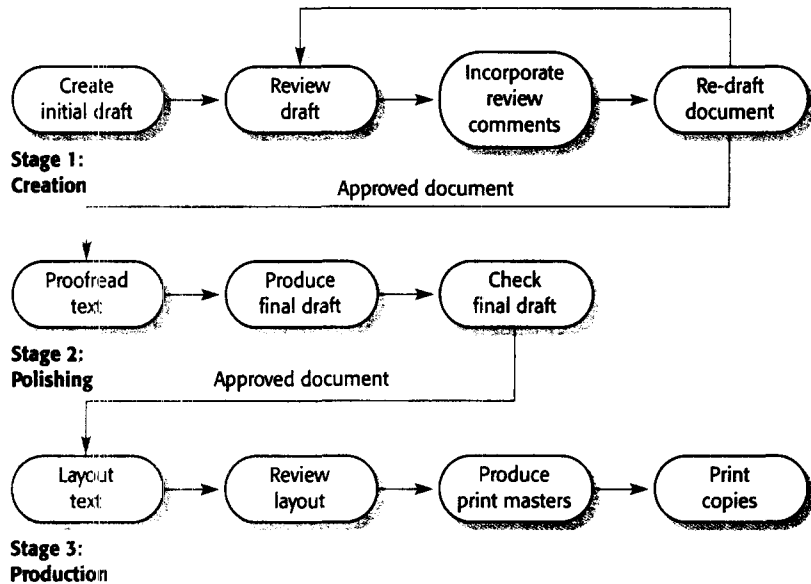 Create
initial draft
Review
draft
Incorporate
review
comments
Re-draft
document
Stage 1:
Creation
Approved document
Proofread
text
Produce
final draft
Check
final draft
Stage 2:
Polishing
Approved document
Layout
text
Review
layout
Produce
print masters
Print
copies
Stage 3:
Production